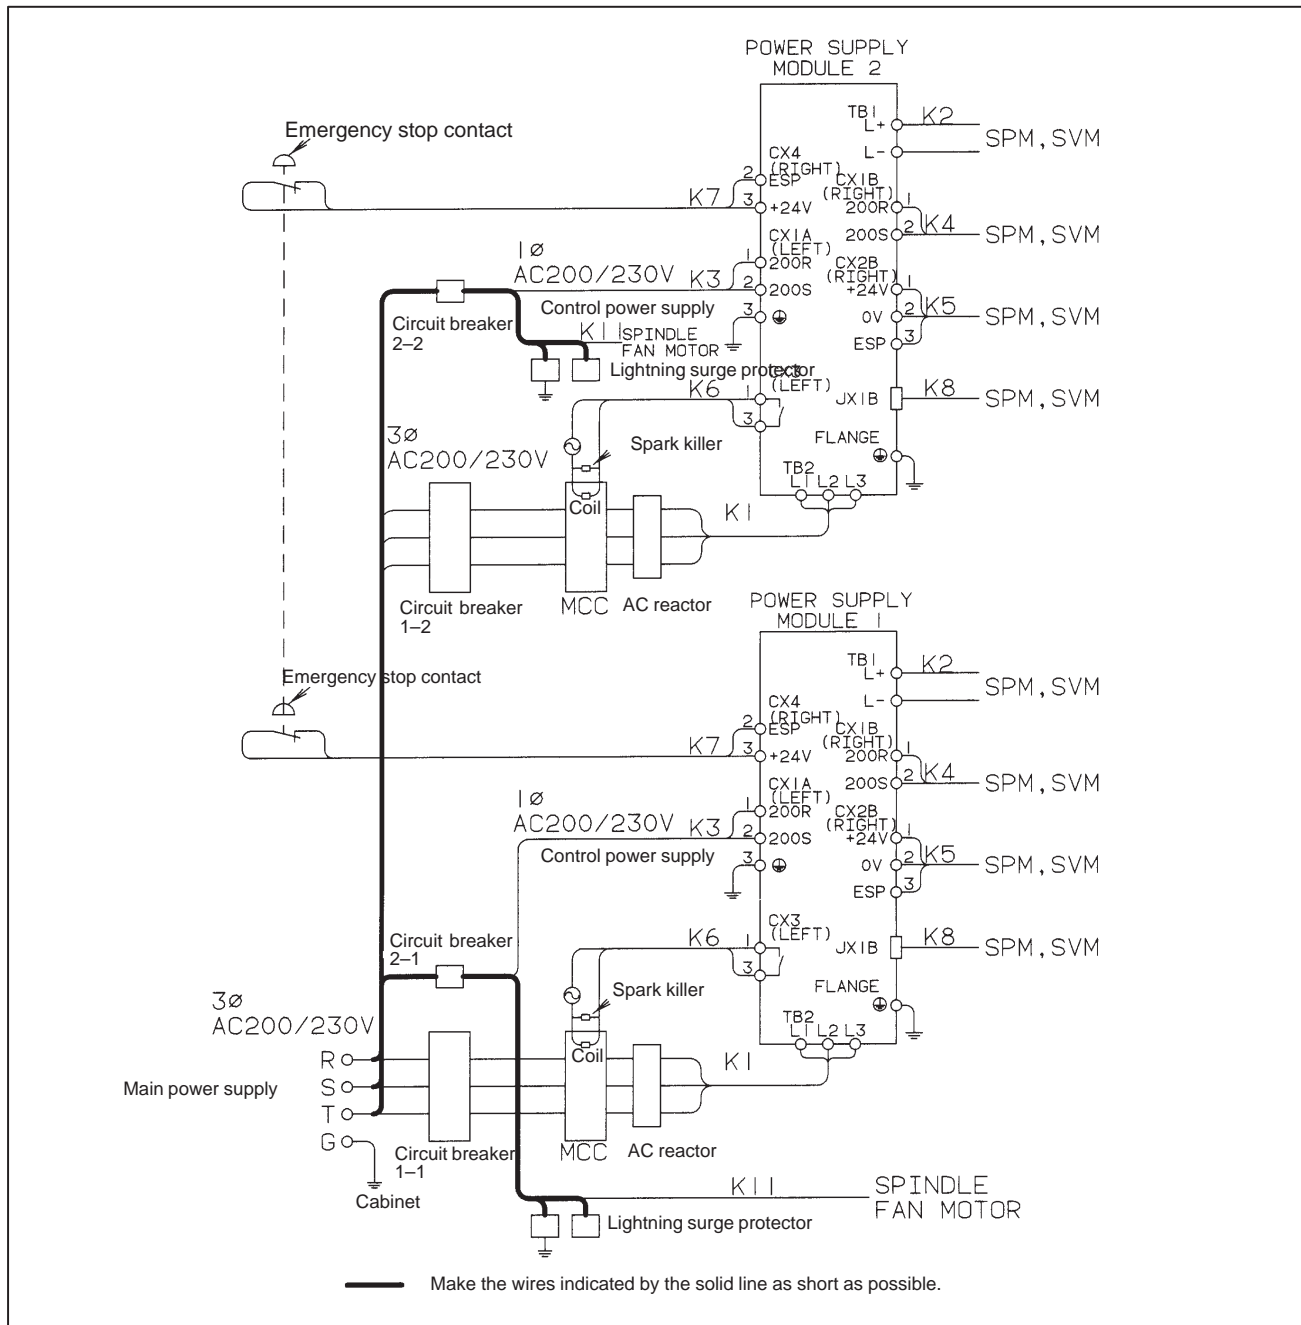 POWER SUPPLY
MODULE 2
Emergency stop contact
TB1
L+
K2
SPM,SVM
L-
CX4
(RIGHT)
2
ESP
K7
3
+24V
CX1B
(RIGHT)
1
200R
2
200S
K4
SPM,SVM
1ø
AC200/230V
K3
CX1A
(LEFT)
1
200R
2
200S
3
Control power supply
CX2B
(RIGHT)
+24V
1
0V
2
K5
SPM,SVM
ESP
3
Circuit breaker
2–2
K11
SPINDLE
FAN MOTOR
Lightning surge protector
CX3
(LEFT)
K6
1
3
JX1B
K8
SPM,SVM
3ø
AC200/230V
Spark killer
FLANGE
TB2
L1 L2 L3
Coil
K1
Circuit breaker
1–2
MCC
AC reactor
POWER SUPPLY
MODULE 1
TB1
L+
K2
SPM,SVM
L-
Emergency stop contact
CX4
(RIGHT)
2
ESP
K7
3
+24V
CX1B
(RIGHT)
1
200R
2
200S
K4
SPM,SVM
1ø
AC200/230V
K3
CX1A
(LEFT)
1
200R
2
200S
3
Control power supply
CX2B
(RIGHT)
+24V
1
0V
2
K5
SPM,SVM
ESP
3
Circuit breaker
2–1
CX3
(LEFT)
K6
1
3
JX1B
K8
SPM,SVM
3ø
AC200/230V
Spark killer
FLANGE
TB2
L1 L2 L3
Coil
K1
Main power supply
R
S
T
G
Circuit breaker
1–1
MCC
AC reactor
Cabinet
K11
SPINDLE
FAN MOTOR
Lightning surge protector
Make the wires indicated by the solid line as short as possible.